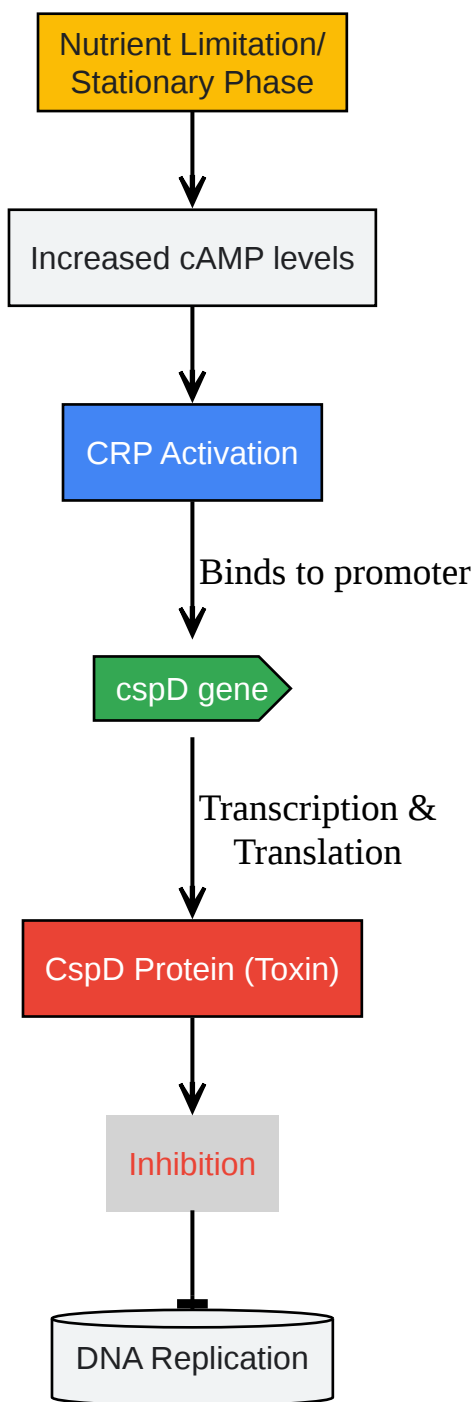 Nutrient Limitation/
Stationary Phase
Increased cAMP levels
CRP Activation
Binds to promoter
cspD gene
Transcription &
Translation
CspD Protein (Toxin)
Inhibition
DNA Replication